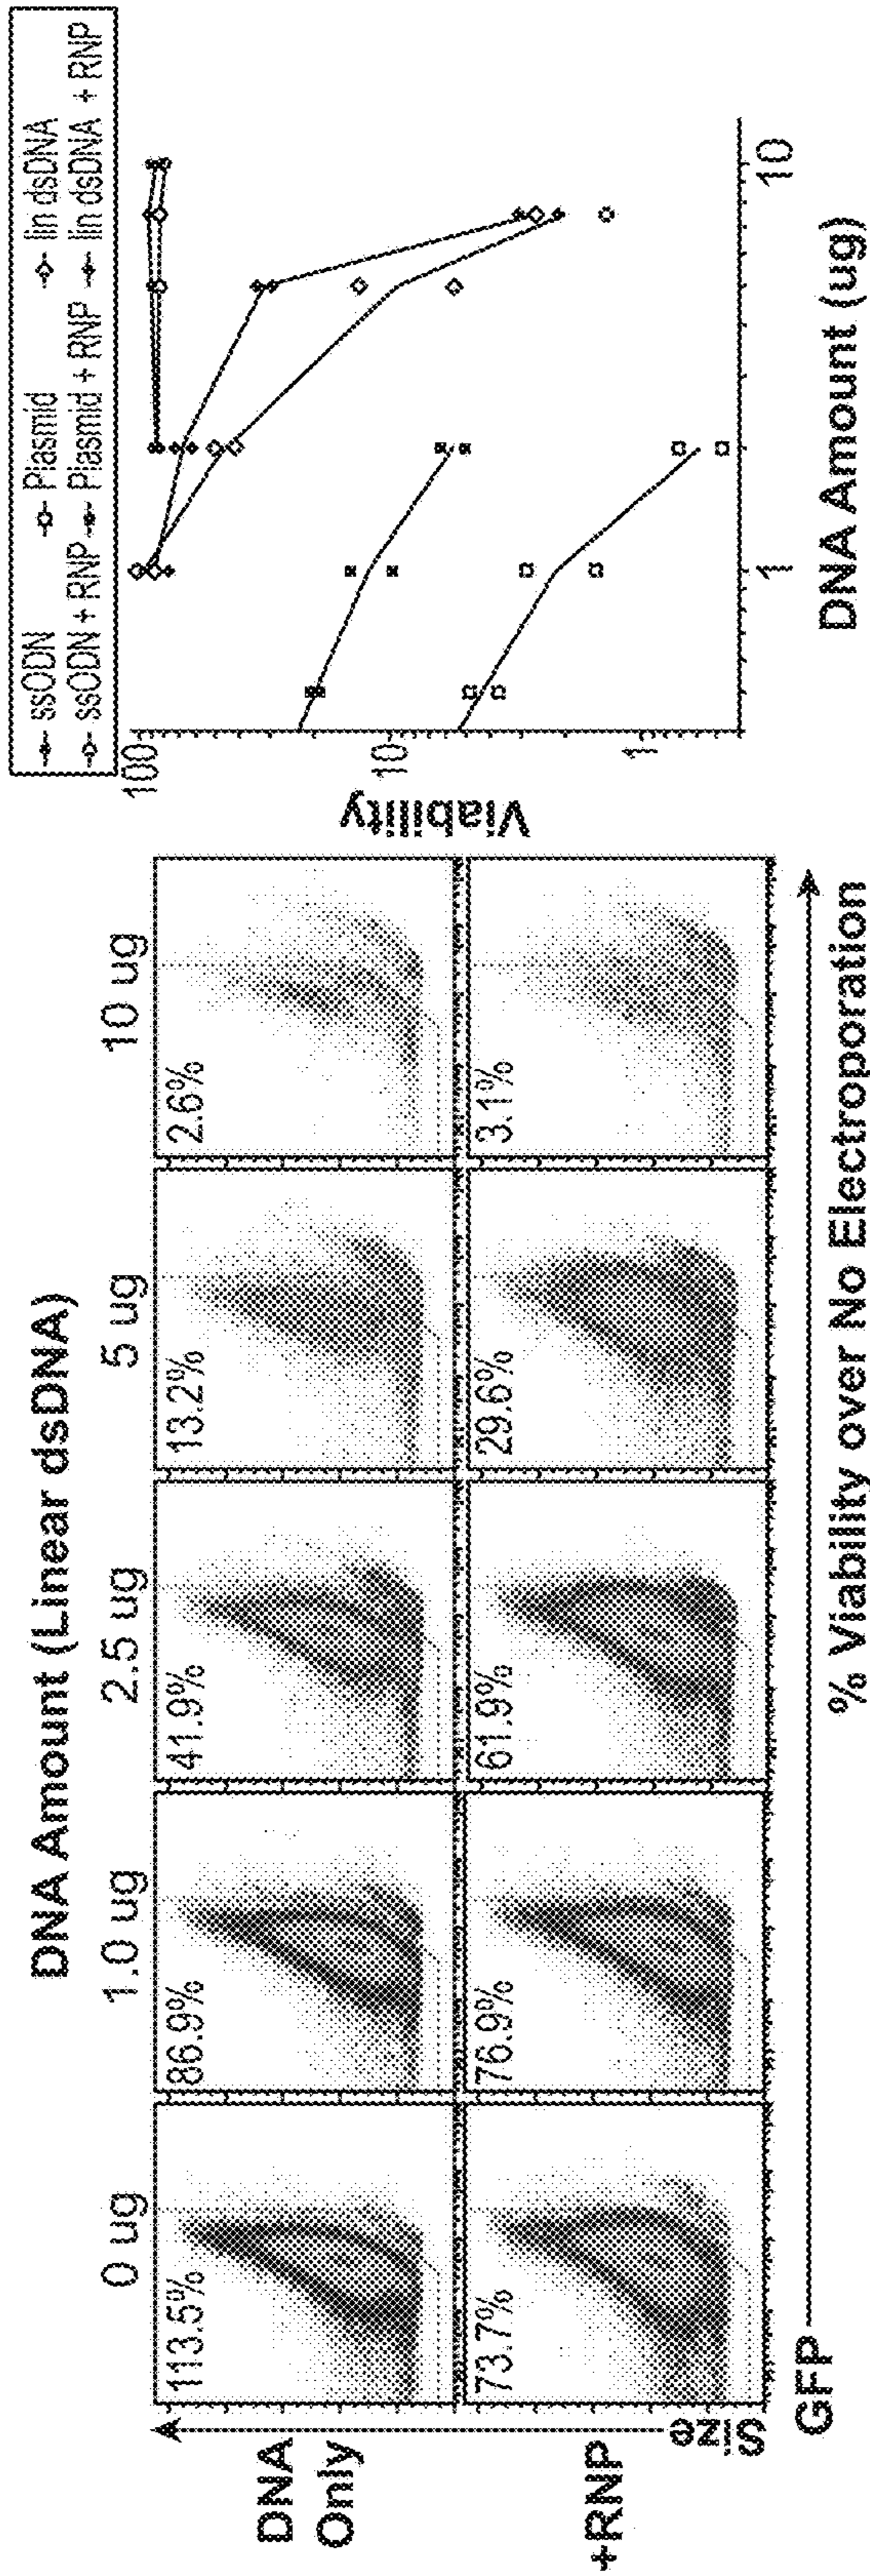 DNA Amount (Linear dsDNA)
0 ug 1.0 ug 2.5 ug 5 ug 10 ug
DNA
Only
113.5% 86.9% 41.9% 13.2% 2.6%
+RNP
73.7% 76.9% 61.9% 29.6% 3.1%
Size
GFP
% Viability over No Electroporation
ssODN Plasmid lin dsDNA
ssODN + RNP Plasmid + RNP lin dsDNA + RNP
Viability
100
10
1
1 10
DNA Amount (ug)